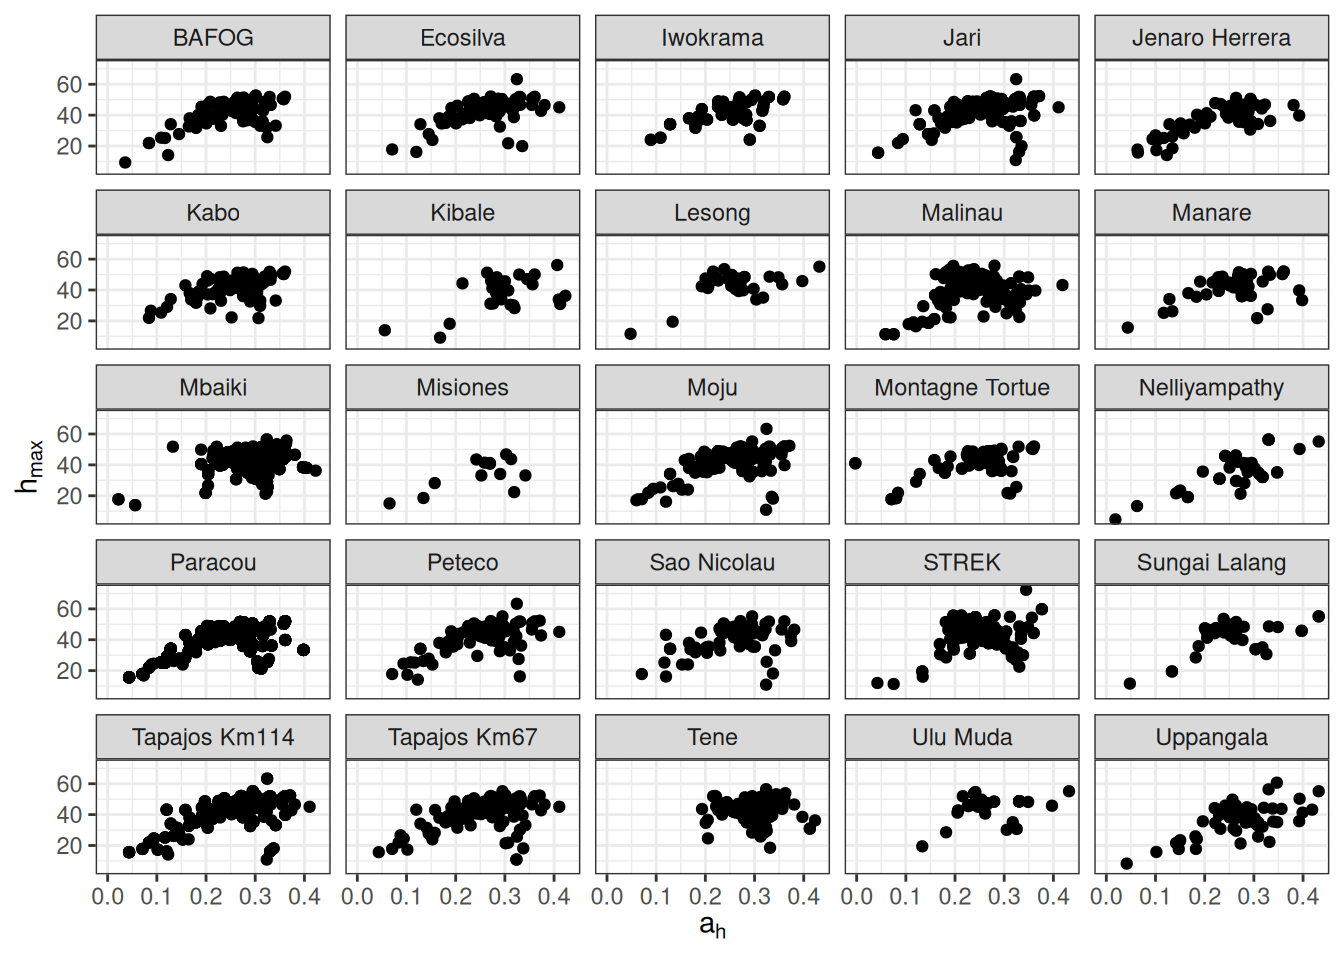 BAFOG Ecosilva Iwokrama Jari Jenaro Herrera
60
40
20
Kabo Kibale Lesong Malinau Manare
60
40
20
Mbaiki Misiones Moju Montagne Tortue Nelliyampathy
60
40
20
hmax
Paracou Peteco Sao Nicolau STREK Sungai Lalang
60
40
20
Tapajos Km114 Tapajos Km67 Tene Ulu Muda Uppangala
60
40
20
0.0 0.1 0.2 0.3 0.4 0.0 0.1 0.2 0.3 0.4 0.0 0.1 0.2 0.3 0.4 0.0 0.1 0.2 0.3 0.4 0.0 0.1 0.2 0.3 0.4
ah